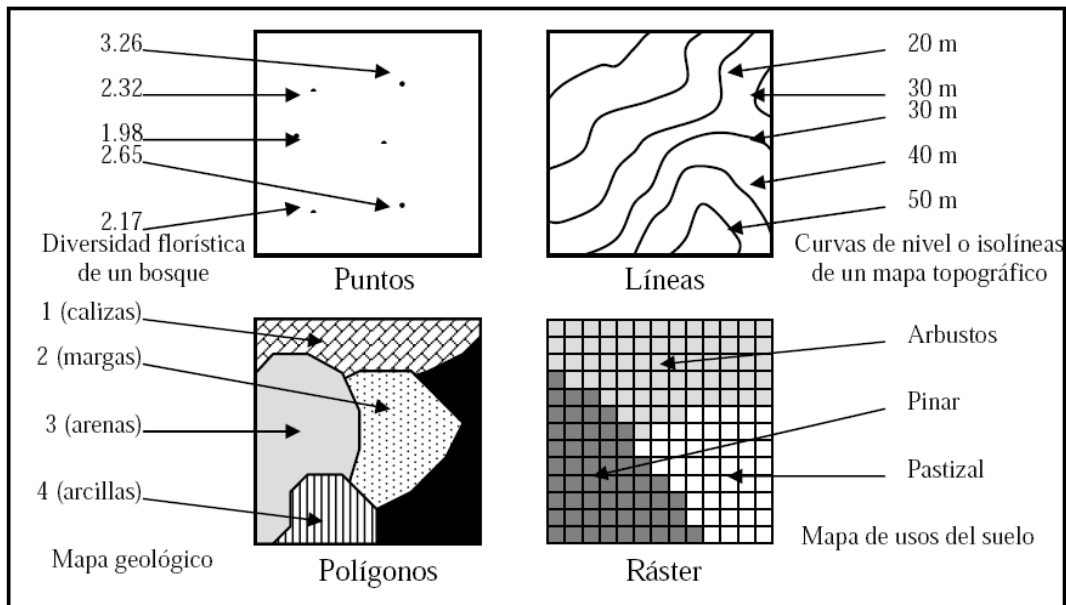 3.26
2.32
1.98
2.65
2.17
Diversidad florística
de un bosque
Puntos
20 m
30 m
30 m
40 m
50 m
Curvas de nivel o isolíneas
de un mapa topográfico
Líneas
1 (calizas)
2 (margas)
3 (arenas)
4 (arcillas)
Mapa geológico
Polígonos
Arbustos
Pinar
Pastizal
Mapa de usos del suelo
Ráster